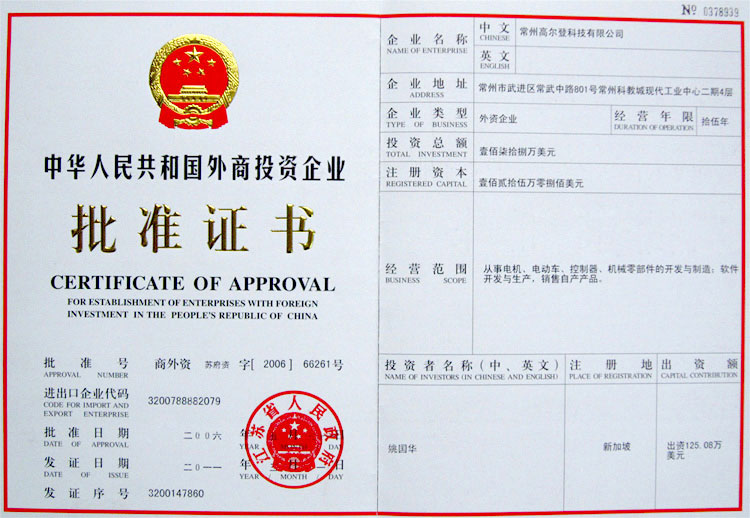 中华人民共和国外商投资企业
批准证书
CERTIFICATE OF APPROVAL
FOR ESTABLISHMENT OF ENTERPRISES WITH FOREIGN
INVESTMENT IN THE PEOPLE'S REPUBLIC OF CHINA
批准号 商外资 苏府资 字[ 2006 ] 66261号
APPROVAL NUMBER
进出口企业代码 3200788882079
CODE FOR IMPORT AND
EXPORT ENTERPRISE
批准日期 二00六 年 日
DATE OF APPROVAL YEAR / MONTH / DAY
发证日期 二0一一 年 日
DATE OF ISSUE YEAR / MONTH / DAY
发证序号 3200147860
江苏省人民政府
No 0378939
企业名称 中文 常州高尔登科技有限公司
NAME OF ENTERPRISE CHINESE
英文
ENGLISH
企业地址 常州市武进区常武中路801号常州科教城现代工业中心二期4层
ADDRESS
企业类型 外资企业 经营年限 拾伍年
TYPE OF BUSINESS DURATION OF OPERATION
投资总额 壹佰柒拾捌万美元
TOTAL INVESTMENT
注册资本 壹佰贰拾伍万零捌佰美元
REGISTERED CAPITAL
经营范围 从事电机、电动车、控制器、机械零部件的开发与制造；软件
BUSINESS SCOPE 开发与生产，销售自产产品。
投资者名称（中、英文） 注册地 出资额
NAME OF INVESTORS (IN CHINESE AND ENGLISH) PLACE OF REGISTRATION CAPITAL CONTRIBUTION
姚国华 新加坡 出资125.08万
美元